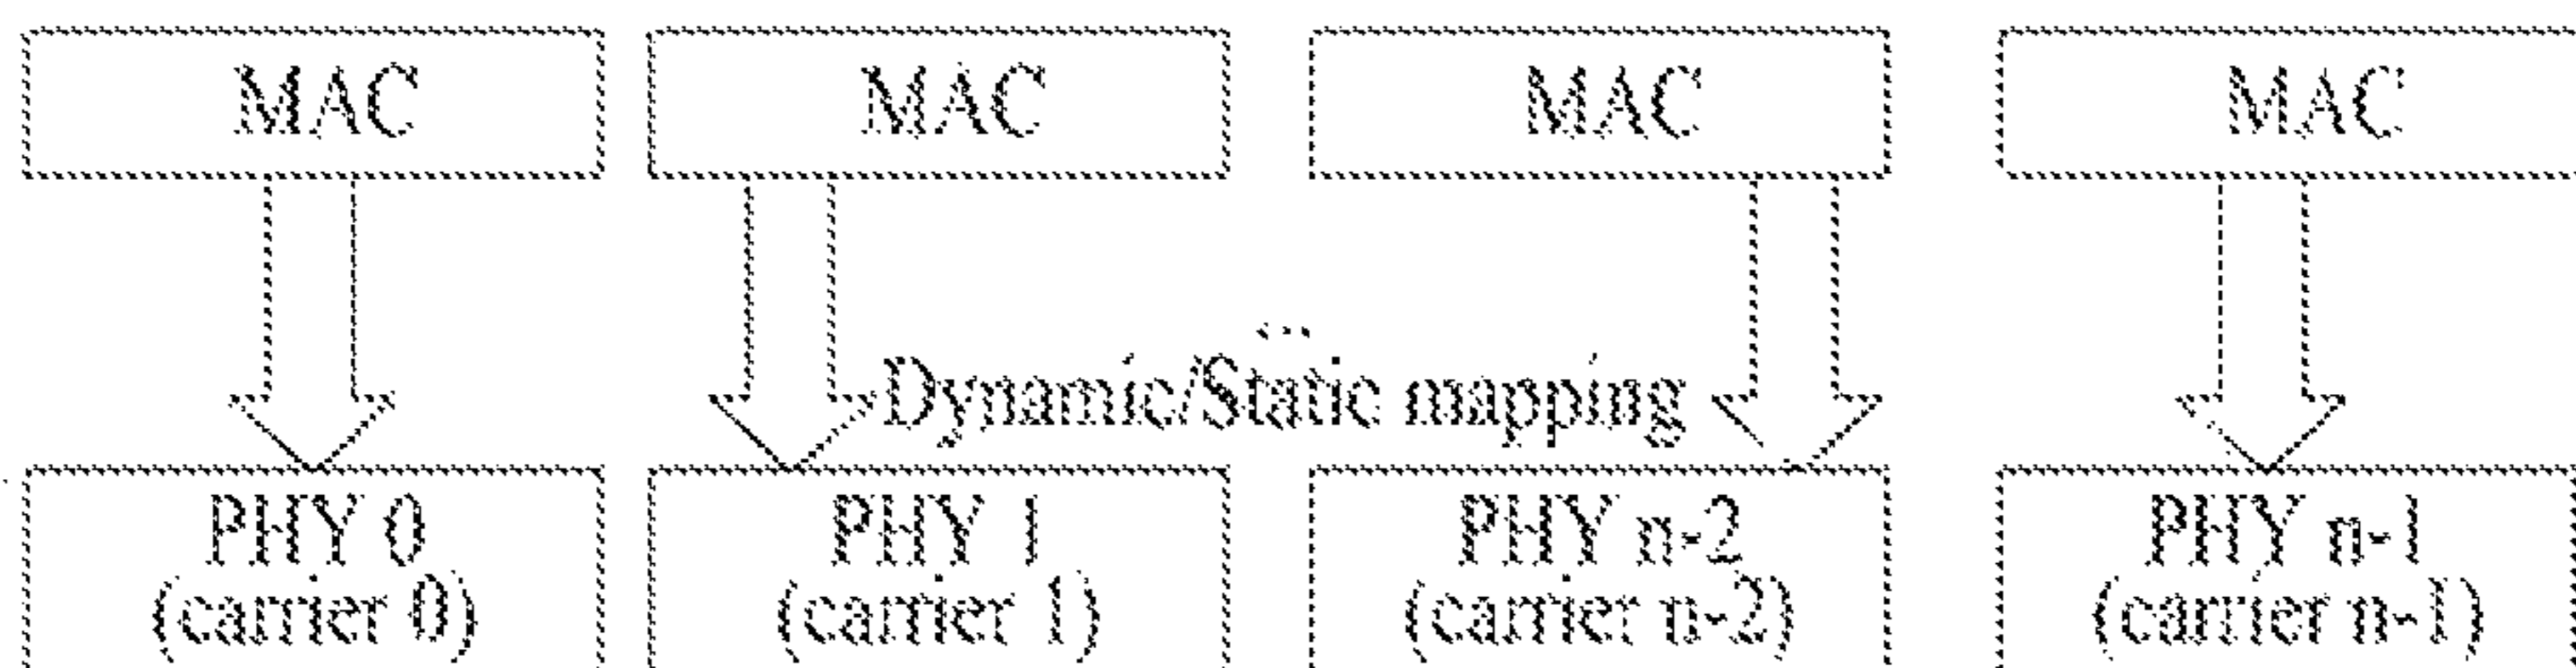 MAC MAC MAC MAC
...
Dynamic/Static mapping
PHY 0 PHY 1 PHY n-2 PHY n-1
(carrier 0) (carrier 1) (carrier n-2) (carrier n-1)